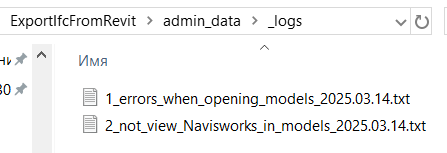 ExportIfcFromRevit > admin_data > _logs
Имя
1_errors_when_opening_models_2025.03.14.txt
2_not_view_Navisworks_in_models_2025.03.14.txt